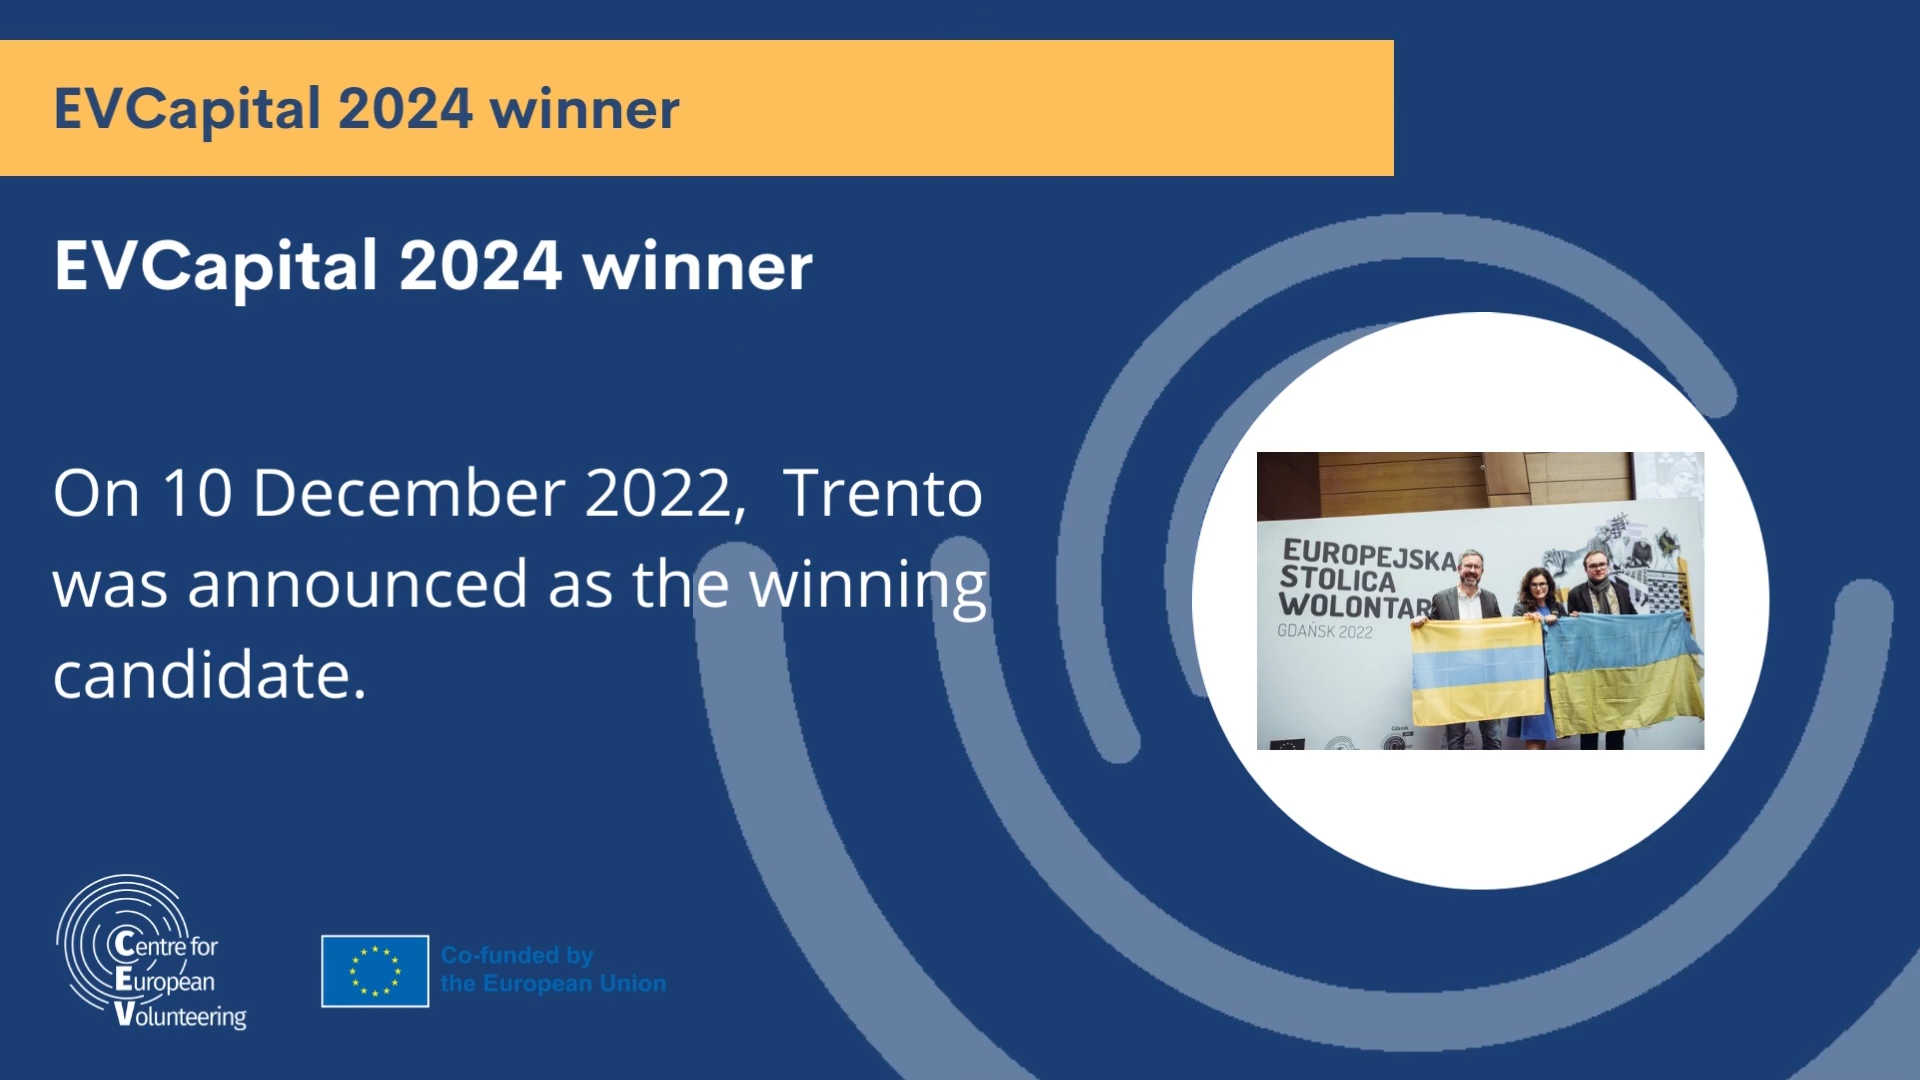 EVCapital 2024 winner
EVCapital 2024 winner
On 10 December 2022, Trento
was announced as the winning
candidate.
EUROPEJSKA
STOLICA
WOLONTAR
GDAŃSK 2022
Centre for
European
Volunteering
Co-funded by
the European Union